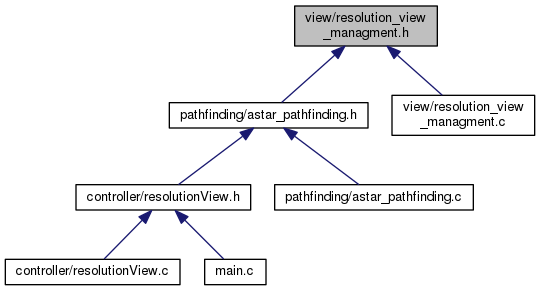 view/resolution_view
_managment.h
pathfinding/astar_pathfinding.h
view/resolution_view
_managment.c
controller/resolutionView.h
pathfinding/astar_pathfinding.c
controller/resolutionView.c
main.c